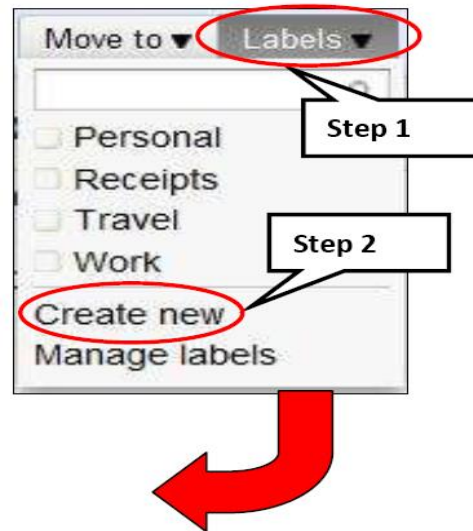 Move to ▼ Labels ▼
Step 1
Personal
Receipts
Travel
Step 2
Work
Create new
Manage labels